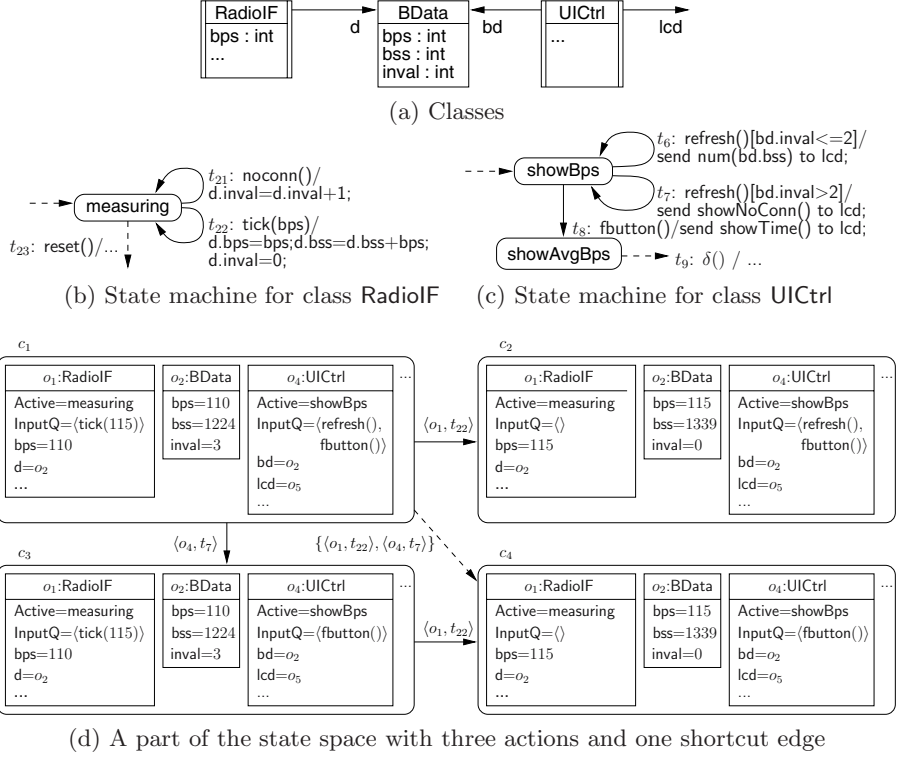 RadioIF
bps : int
...
d
BData
bps : int
bss : int
inval : int
bd
UICtrl
...
lcd
(a) Classes
measuring
t21: noconn()/
d.inval=d.inval+1;
t22: tick(bps)/
d.bps=bps;d.bss=d.bss+bps;
d.inval=0;
t23: reset()/...
(b) State machine for class RadioIF
showBps
t6: refresh()[bd.inval<=2]/
send num(bd.bss) to lcd;
t7: refresh()[bd.inval>2]/
send showNoConn() to lcd;
t8: fbutton()/send showTime() to lcd;
showAvgBps
t9: δ() / ...
(c) State machine for class UICtrl
c1
o1:RadioIF
Active=measuring
InputQ=⟨tick(115)⟩
bps=110
d=o2
...
o2:BData
bps=110
bss=1224
inval=3
o4:UICtrl
Active=showBps
InputQ=⟨refresh(),
fbutton()⟩
bd=o2
lcd=o5
...
...
⟨o1, t22⟩
c2
o1:RadioIF
Active=measuring
InputQ=⟨⟩
bps=115
d=o2
...
o2:BData
bps=115
bss=1339
inval=0
o4:UICtrl
Active=showBps
InputQ=⟨refresh(),
fbutton()⟩
bd=o2
lcd=o5
...
...
⟨o4, t7⟩
{⟨o1, t22⟩, ⟨o4, t7⟩}
c3
o1:RadioIF
Active=measuring
InputQ=⟨tick(115)⟩
bps=110
d=o2
...
o2:BData
bps=110
bss=1224
inval=3
o4:UICtrl
Active=showBps
InputQ=⟨fbutton()⟩
bd=o2
lcd=o5
...
...
⟨o1, t22⟩
c4
o1:RadioIF
Active=measuring
InputQ=⟨⟩
bps=115
d=o2
...
o2:BData
bps=115
bss=1339
inval=0
o4:UICtrl
Active=showBps
InputQ=⟨fbutton()⟩
bd=o2
lcd=o5
...
...
(d) A part of the state space with three actions and one shortcut edge